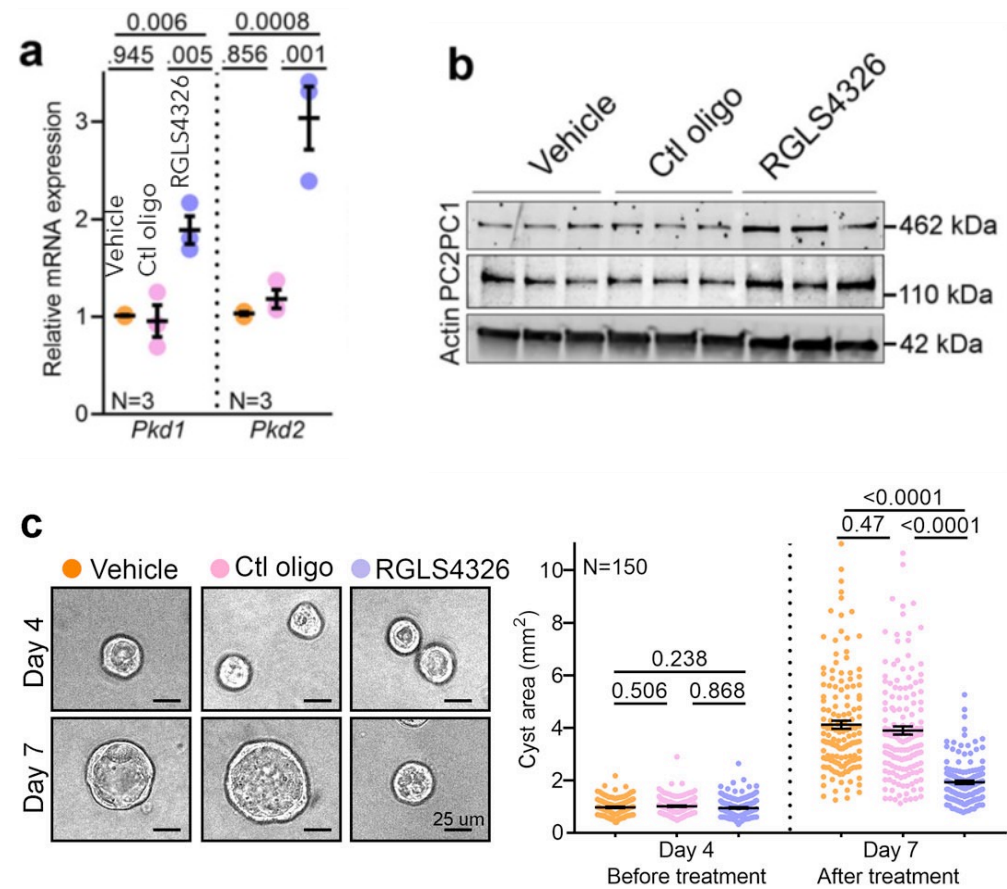 a
0.006
0.0008
.945
.005
.856
.001
Relative mRNA expression
3
2
1
0
Vehicle
Ctl oligo
RGLS4326
N=3
N=3
Pkd1
Pkd2
b
Vehicle
Ctl oligo
RGLS4326
PC1
PC2
Actin
462 kDa
110 kDa
42 kDa
c
Vehicle
Ctl oligo
RGLS4326
Day 4
Day 7
25 um
<0.0001
0.47
<0.0001
N=150
0.238
0.506
0.868
Cyst area (mm²)
10
8
6
4
2
0
Day 4
Before treatment
Day 7
After treatment